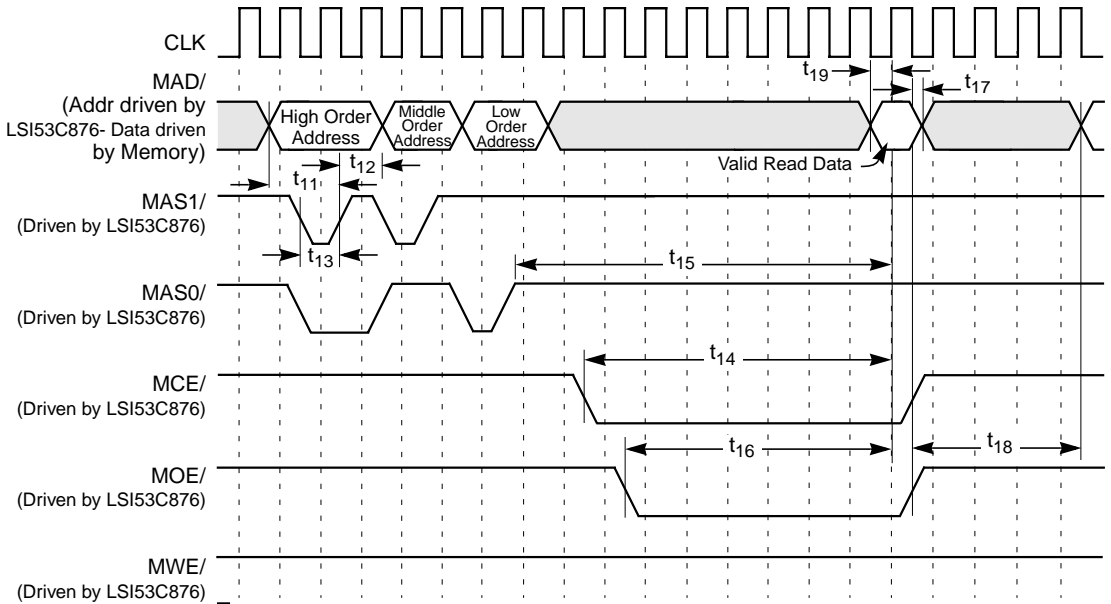 CLK
t19
t17
MAD/
(Addr driven by
LSI53C876- Data driven
by Memory)
High Order
Address
Middle
Order
Address
Low
Order
Address
Valid Read Data
t12
t11
MAS1/
(Driven by LSI53C876)
t13
t15
MAS0/
(Driven by LSI53C876)
t14
MCE/
(Driven by LSI53C876)
t16
t18
MOE/
(Driven by LSI53C876)
MWE/
(Driven by LSI53C876)